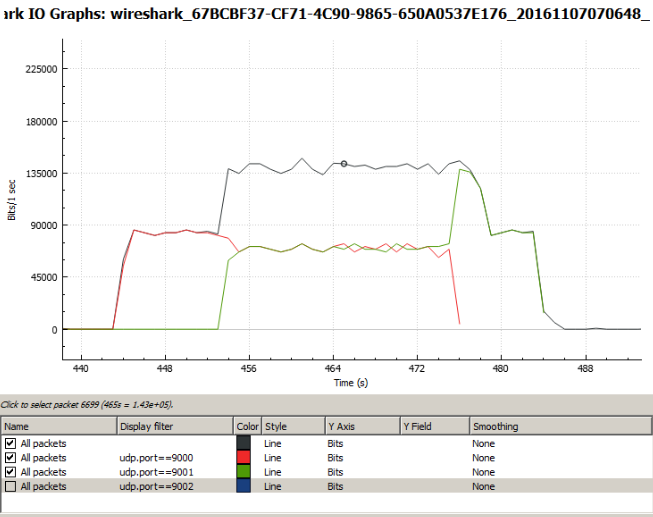 ark IO Graphs: wireshark_67BCBF37-CF71-4C90-9865-650A0537E176_20161107070648_
225000
180000
135000
90000
45000
0
Bits/1 sec
440 448 456 464 472 480 488
Time (s)
Click to select packet 6699 (465s = 1.43e+05).
Name Display filter Color Style Y Axis Y Field Smoothing
All packets Line Bits None
All packets udp.port==9000 Line Bits None
All packets udp.port==9001 Line Bits None
All packets udp.port==9002 Line Bits None